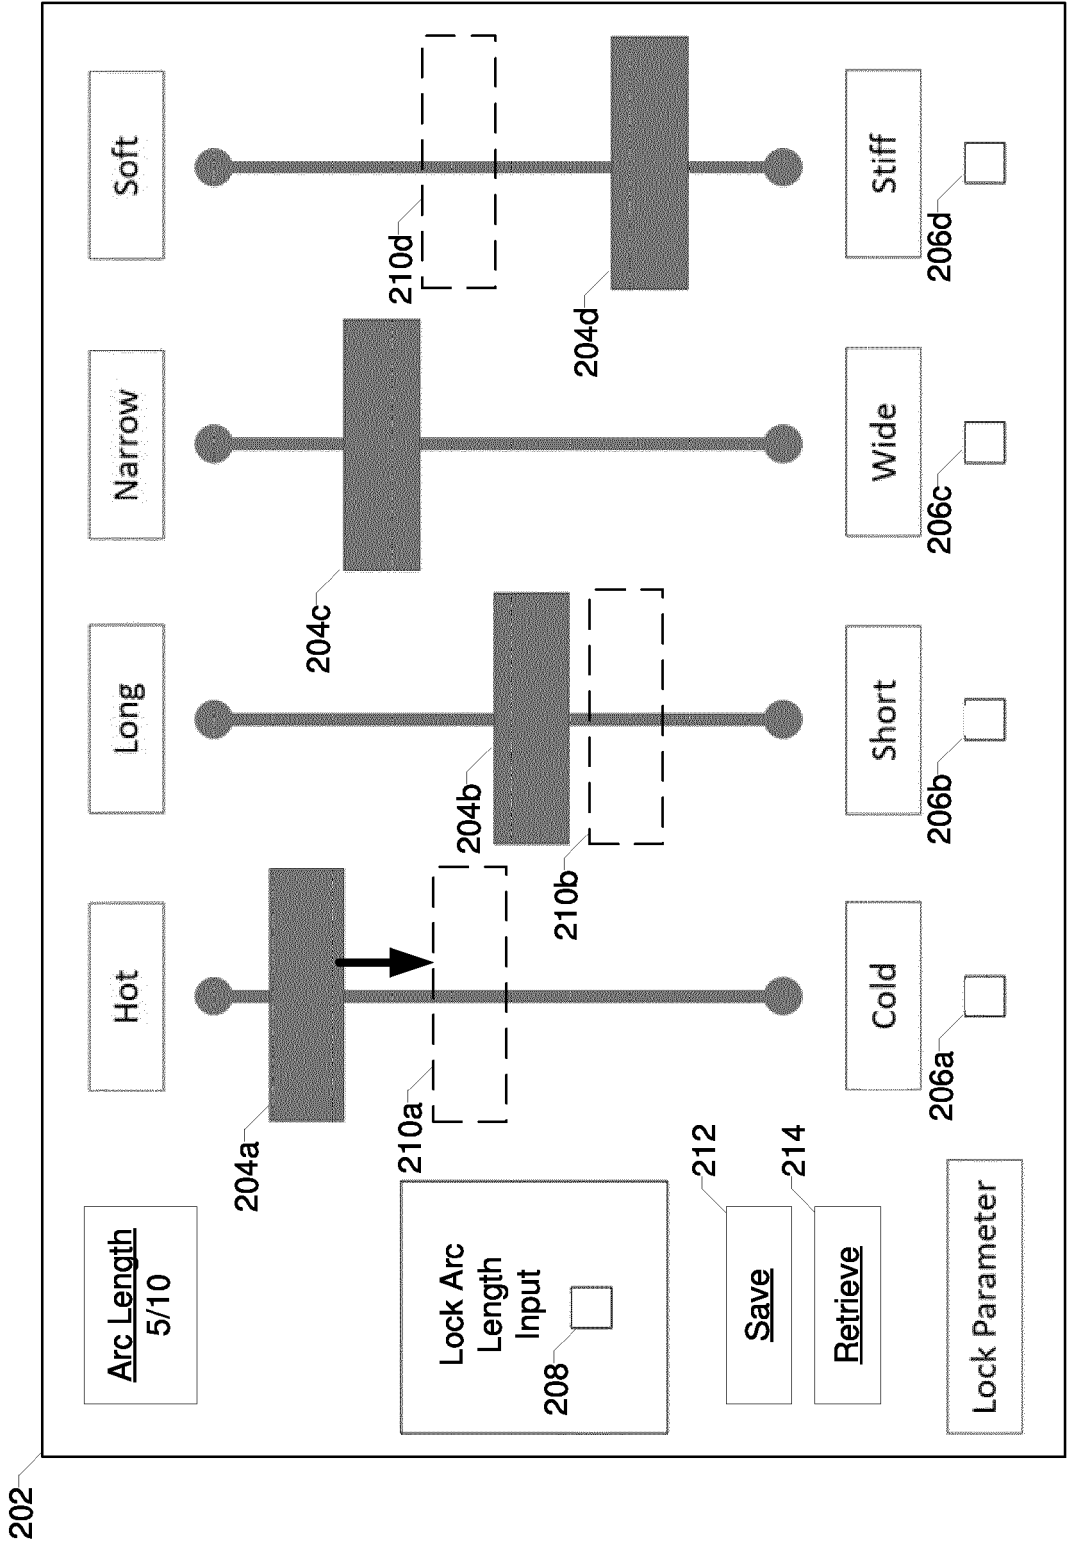 202
Arc Length
5/10
Hot
Long
Narrow
Soft
204a
204b
204c
204d
210a
210b
210d
Lock Arc
Length
Input
208
Save
212
Retrieve
214
Cold
Short
Wide
Stiff
Lock Parameter
206a
206b
206c
206d